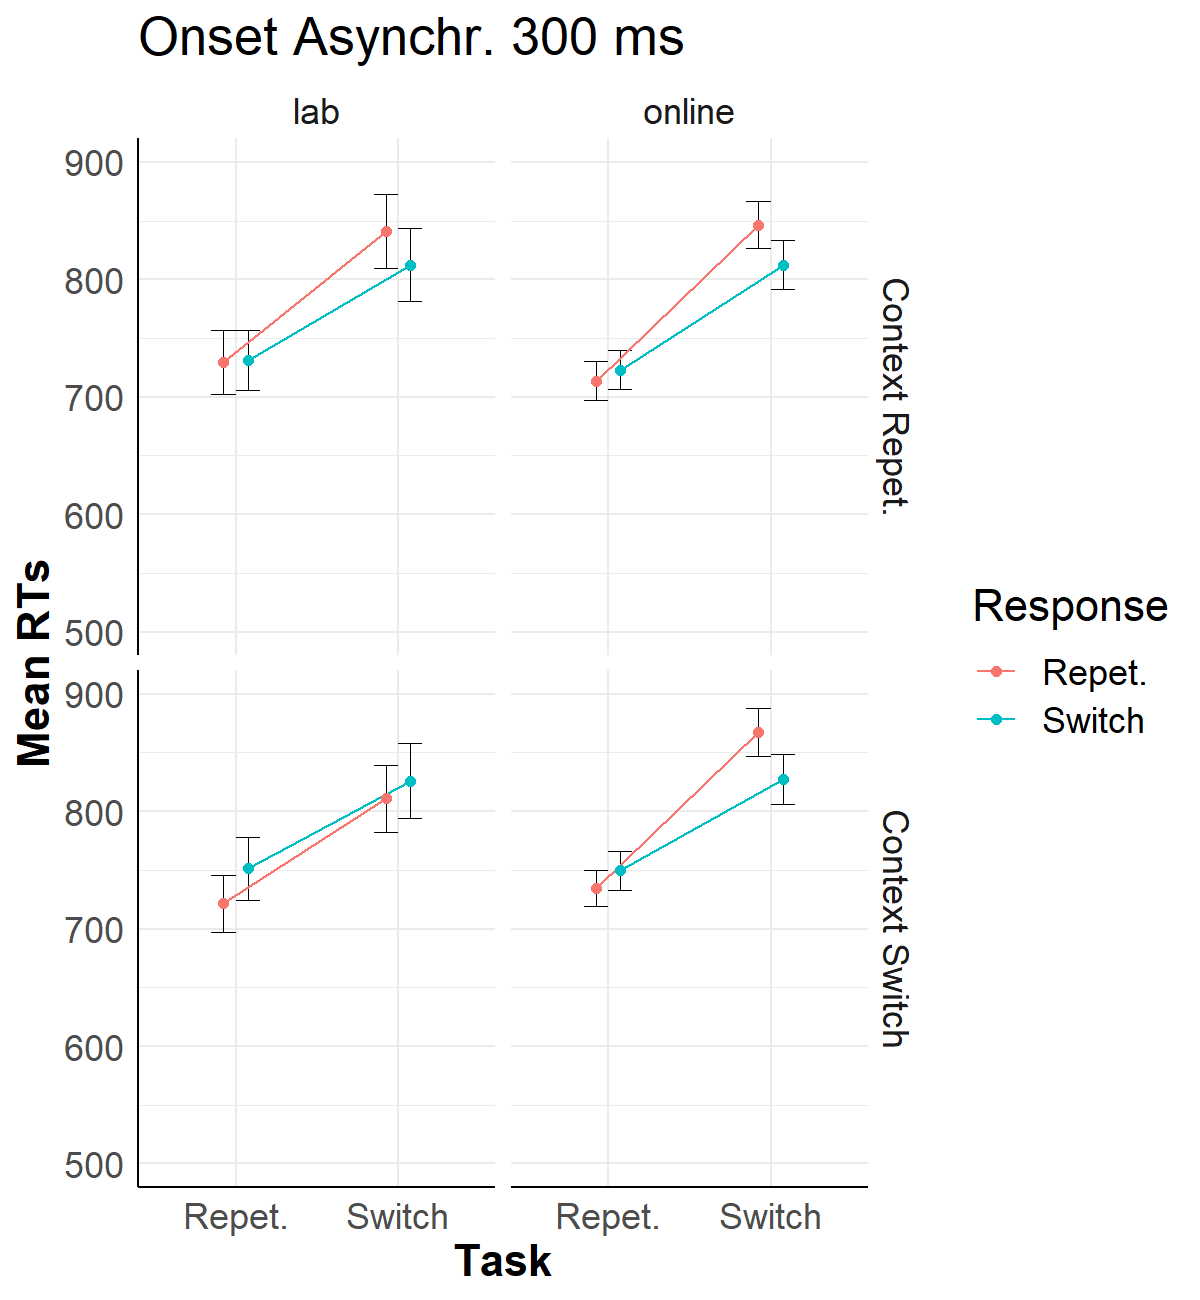 Onset Asynchr. 300 ms
lab
online
900
800
700
600
500
Context Repet.
900
800
700
600
500
Context Switch
Mean RTs
Repet.
Switch
Repet.
Switch
Task
Response
Repet.
Switch